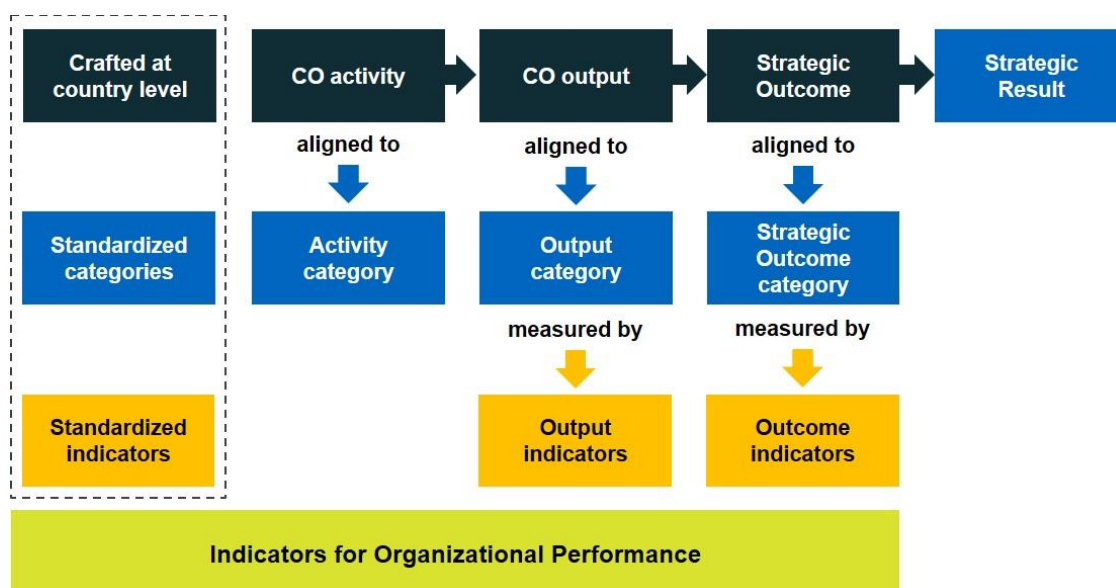 Crafted at
country level
CO activity
CO output
Strategic
Outcome
Strategic
Result
aligned to
aligned to
aligned to
Standardized
categories
Activity
category
Output
category
Strategic
Outcome
category
measured by
measured by
Standardized
indicators
Output
indicators
Outcome
indicators
Indicators for Organizational Performance